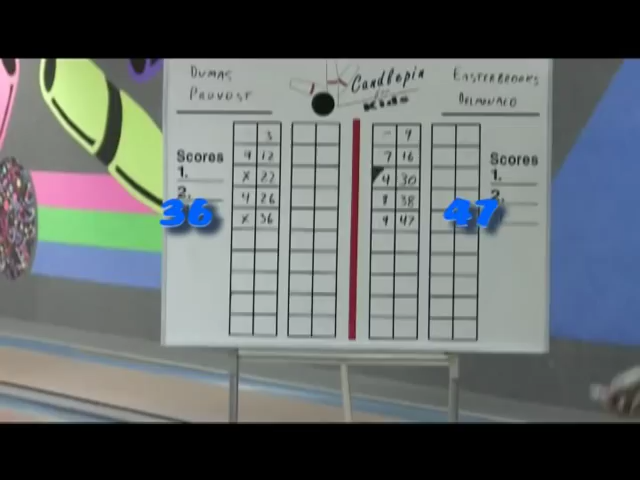 DUMAS
PROVOST
Candlepin
for
Kids
EASTERBROOKS
Scores
1.
2.
36
3
9 12
X 22
4 26
X 36
- 9
7 16
4 30
8 38
9 47
Scores
1.
2.
47